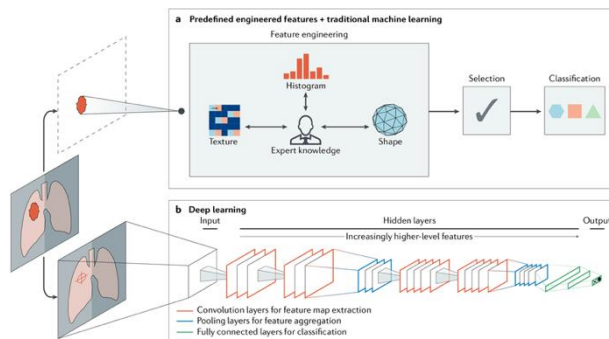 a Predefined engineered features + traditional machine learning
Feature engineering
Histogram
Selection
Classification
Texture
Expert knowledge
Shape
b Deep learning
Input
Hidden layers
Output
Increasingly higher-level features
Convolution layers for feature map extraction
Pooling layers for feature aggregation
Fully connected layers for classification